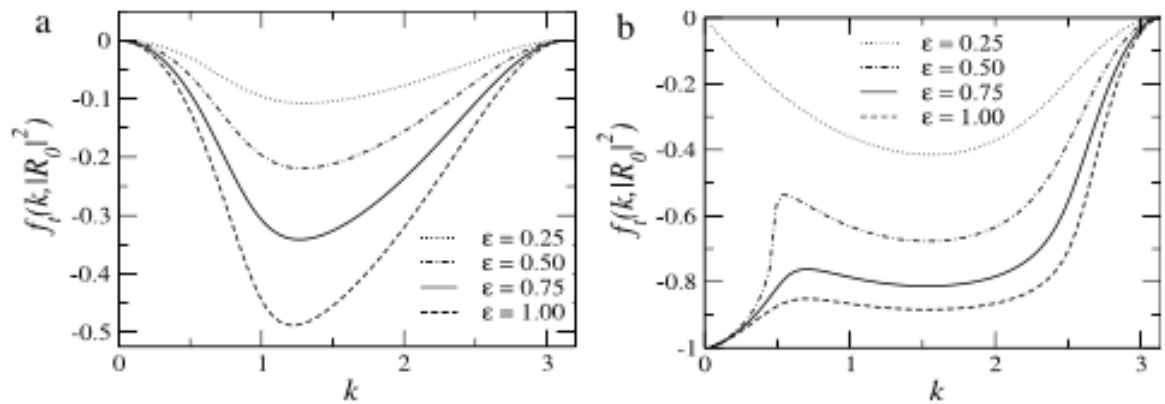 a
0
-0.1
-0.2
-0.3
-0.4
-0.5
f_t(k,|R_0|^2)
ε = 0.25
ε = 0.50
ε = 0.75
ε = 1.00
0 1 2 3
k
b
0
-0.2
-0.4
-0.6
-0.8
-1
f_t(k,|R_0|^2)
ε = 0.25
ε = 0.50
ε = 0.75
ε = 1.00
0 1 2 3
k